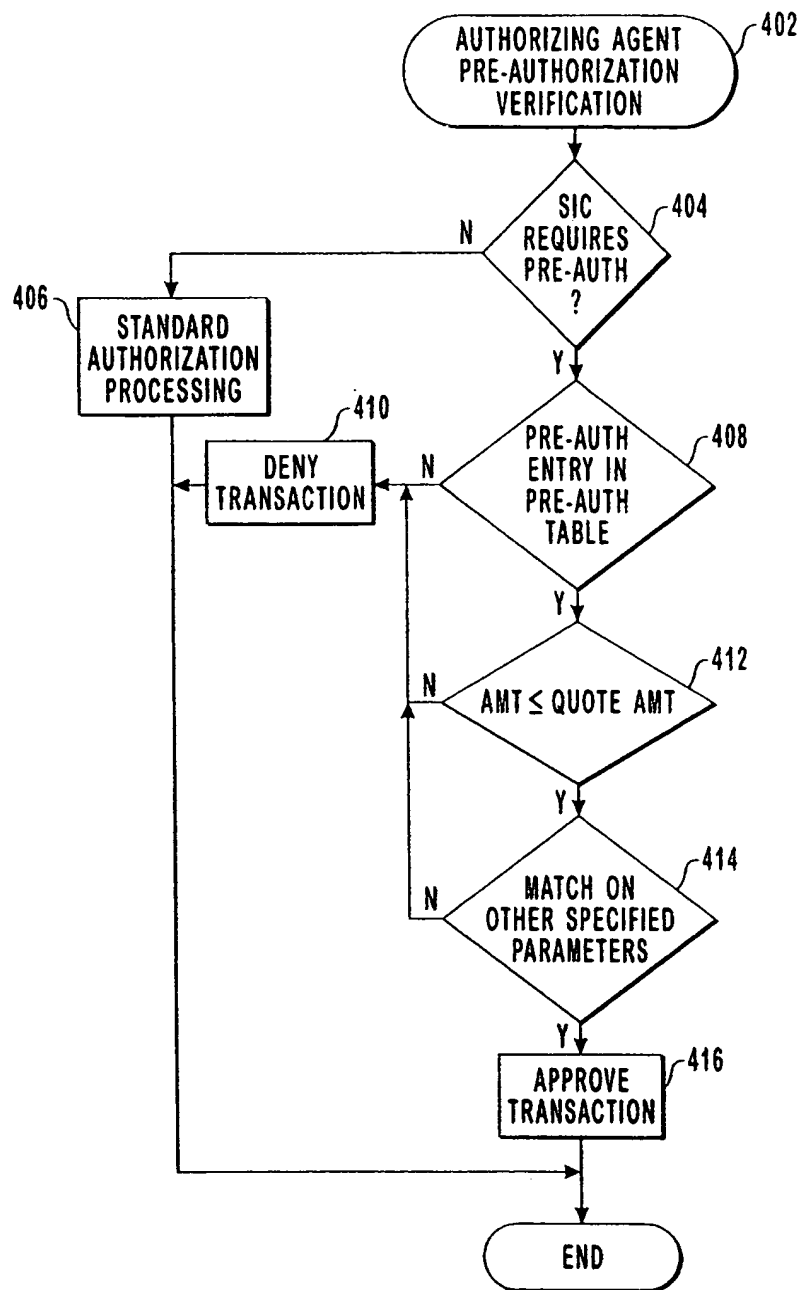 AUTHORIZING AGENT
PRE-AUTHORIZATION
VERIFICATION
402
SIC
REQUIRES
PRE-AUTH
?
404
N
406
STANDARD
AUTHORIZATION
PROCESSING
Y
410
DENY
TRANSACTION
N
PRE-AUTH
ENTRY IN
PRE-AUTH
TABLE
408
Y
412
N
AMT ≤ QUOTE AMT
Y
414
N
MATCH ON
OTHER SPECIFIED
PARAMETERS
Y
416
APPROVE
TRANSACTION
END